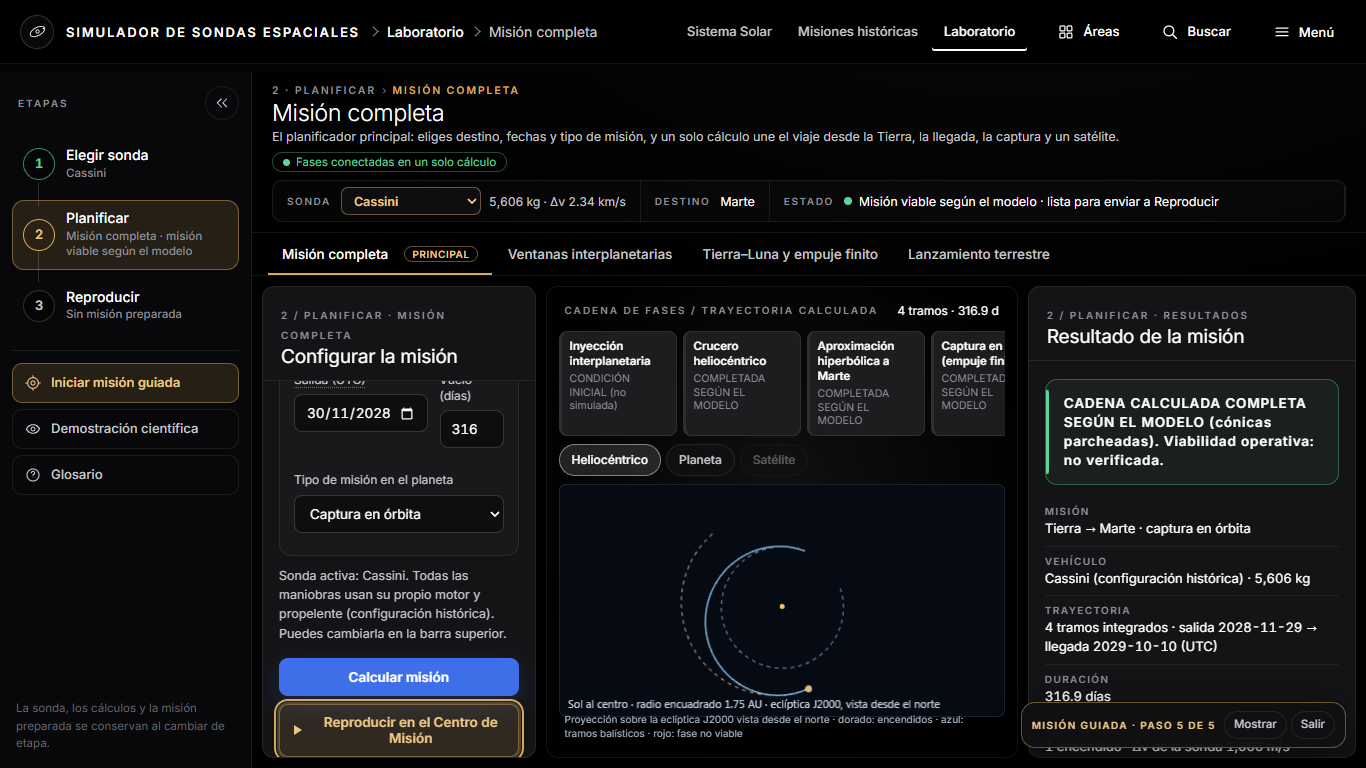 SIMULADOR DE SONDAS ESPACIALES
Laboratorio
Misión completa
Sistema Solar
Misiones históricas
Laboratorio
Áreas
Buscar
Menú
ETAPAS
1
Elegir sonda
Cassini
2
Planificar
Misión completa · misión
viable según el modelo
3
Reproducir
Sin misión preparada
Iniciar misión guiada
Demostración científica
Glosario
La sonda, los cálculos y la misión
preparada se conservan al cambiar de
etapa.
2 · PLANIFICAR › MISIÓN COMPLETA
Misión completa
El planificador principal: eliges destino, fechas y tipo de misión, y un solo cálculo une el viaje desde la Tierra, la llegada, la captura y un satélite.
Fases conectadas en un solo cálculo
SONDA
Cassini
5,606 kg · Δv 2.34 km/s
DESTINO
Marte
ESTADO
Misión viable según el modelo · lista para enviar a Reproducir
Misión completa
PRINCIPAL
Ventanas interplanetarias
Tierra–Luna y empuje finito
Lanzamiento terrestre
2 / PLANIFICAR · MISIÓN
COMPLETA
Configurar la misión
Salida (UTC)
Vuelo
(días)
30/11/2028
316
Tipo de misión en el planeta
Captura en órbita
Sonda activa: Cassini. Todas las
maniobras usan su propio motor y
propelente (configuración histórica).
Puedes cambiarla en la barra superior.
Calcular misión
Reproducir en el Centro de
Misión
CADENA DE FASES / TRAYECTORIA CALCULADA
4 tramos · 316.9 d
Inyección
interplanetaria
CONDICIÓN
INICIAL (no
simulada)
Crucero
heliocéntrico
COMPLETADA
SEGÚN EL
MODELO
Aproximación
hiperbólica a
Marte
COMPLETADA
SEGÚN EL
MODELO
Captura en
(empuje fin
COMPLETAD
SEGÚN EL
MODELO
Heliocéntrico
Planeta
Satélite
Sol al centro · radio encuadrado 1.75 AU · eclíptica J2000, vista desde el norte
Proyección sobre la eclíptica J2000 vista desde el norte · dorado: encendidos · azul:
tramos balísticos · rojo: fase no viable
2 / PLANIFICAR · RESULTADOS
Resultado de la misión
CADENA CALCULADA COMPLETA
SEGÚN EL MODELO (cónicas
parcheadas). Viabilidad operativa:
no verificada.
MISIÓN
Tierra → Marte · captura en órbita
VEHÍCULO
Cassini (configuración histórica) · 5,606 kg
TRAYECTORIA
4 tramos integrados · salida 2028-11-29 →
llegada 2029-10-10 (UTC)
DURACIÓN
316.9 días
MISIÓN GUIADA · PASO 5 DE 5
Mostrar
Salir